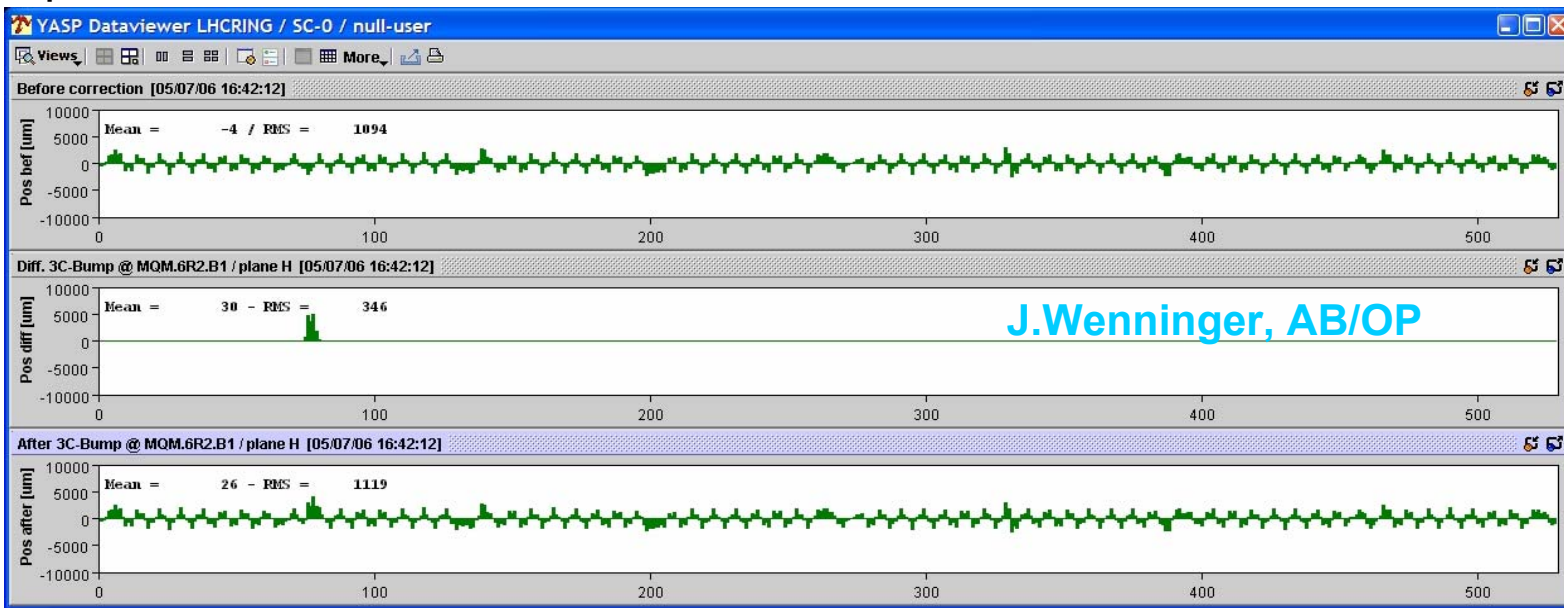 YASP Dataviewer LHCRING / SC-0 / null-user
Views More
Before correction [05/07/06 16:42:12]
Pos bef [um]
10000
5000
0
-5000
-10000
Mean = -4 / RMS = 1094
0 100 200 300 400 500
Diff. 3C-Bump @ MQM.6R2.B1 / plane H [05/07/06 16:42:12]
Pos diff [um]
10000
5000
0
-5000
-10000
Mean = 30 - RMS = 346
J.Wenninger, AB/OP
0 100 200 300 400 500
After 3C-Bump @ MQM.6R2.B1 / plane H [05/07/06 16:42:12]
Pos after [um]
10000
5000
0
-5000
-10000
Mean = 26 - RMS = 1119
0 100 200 300 400 500